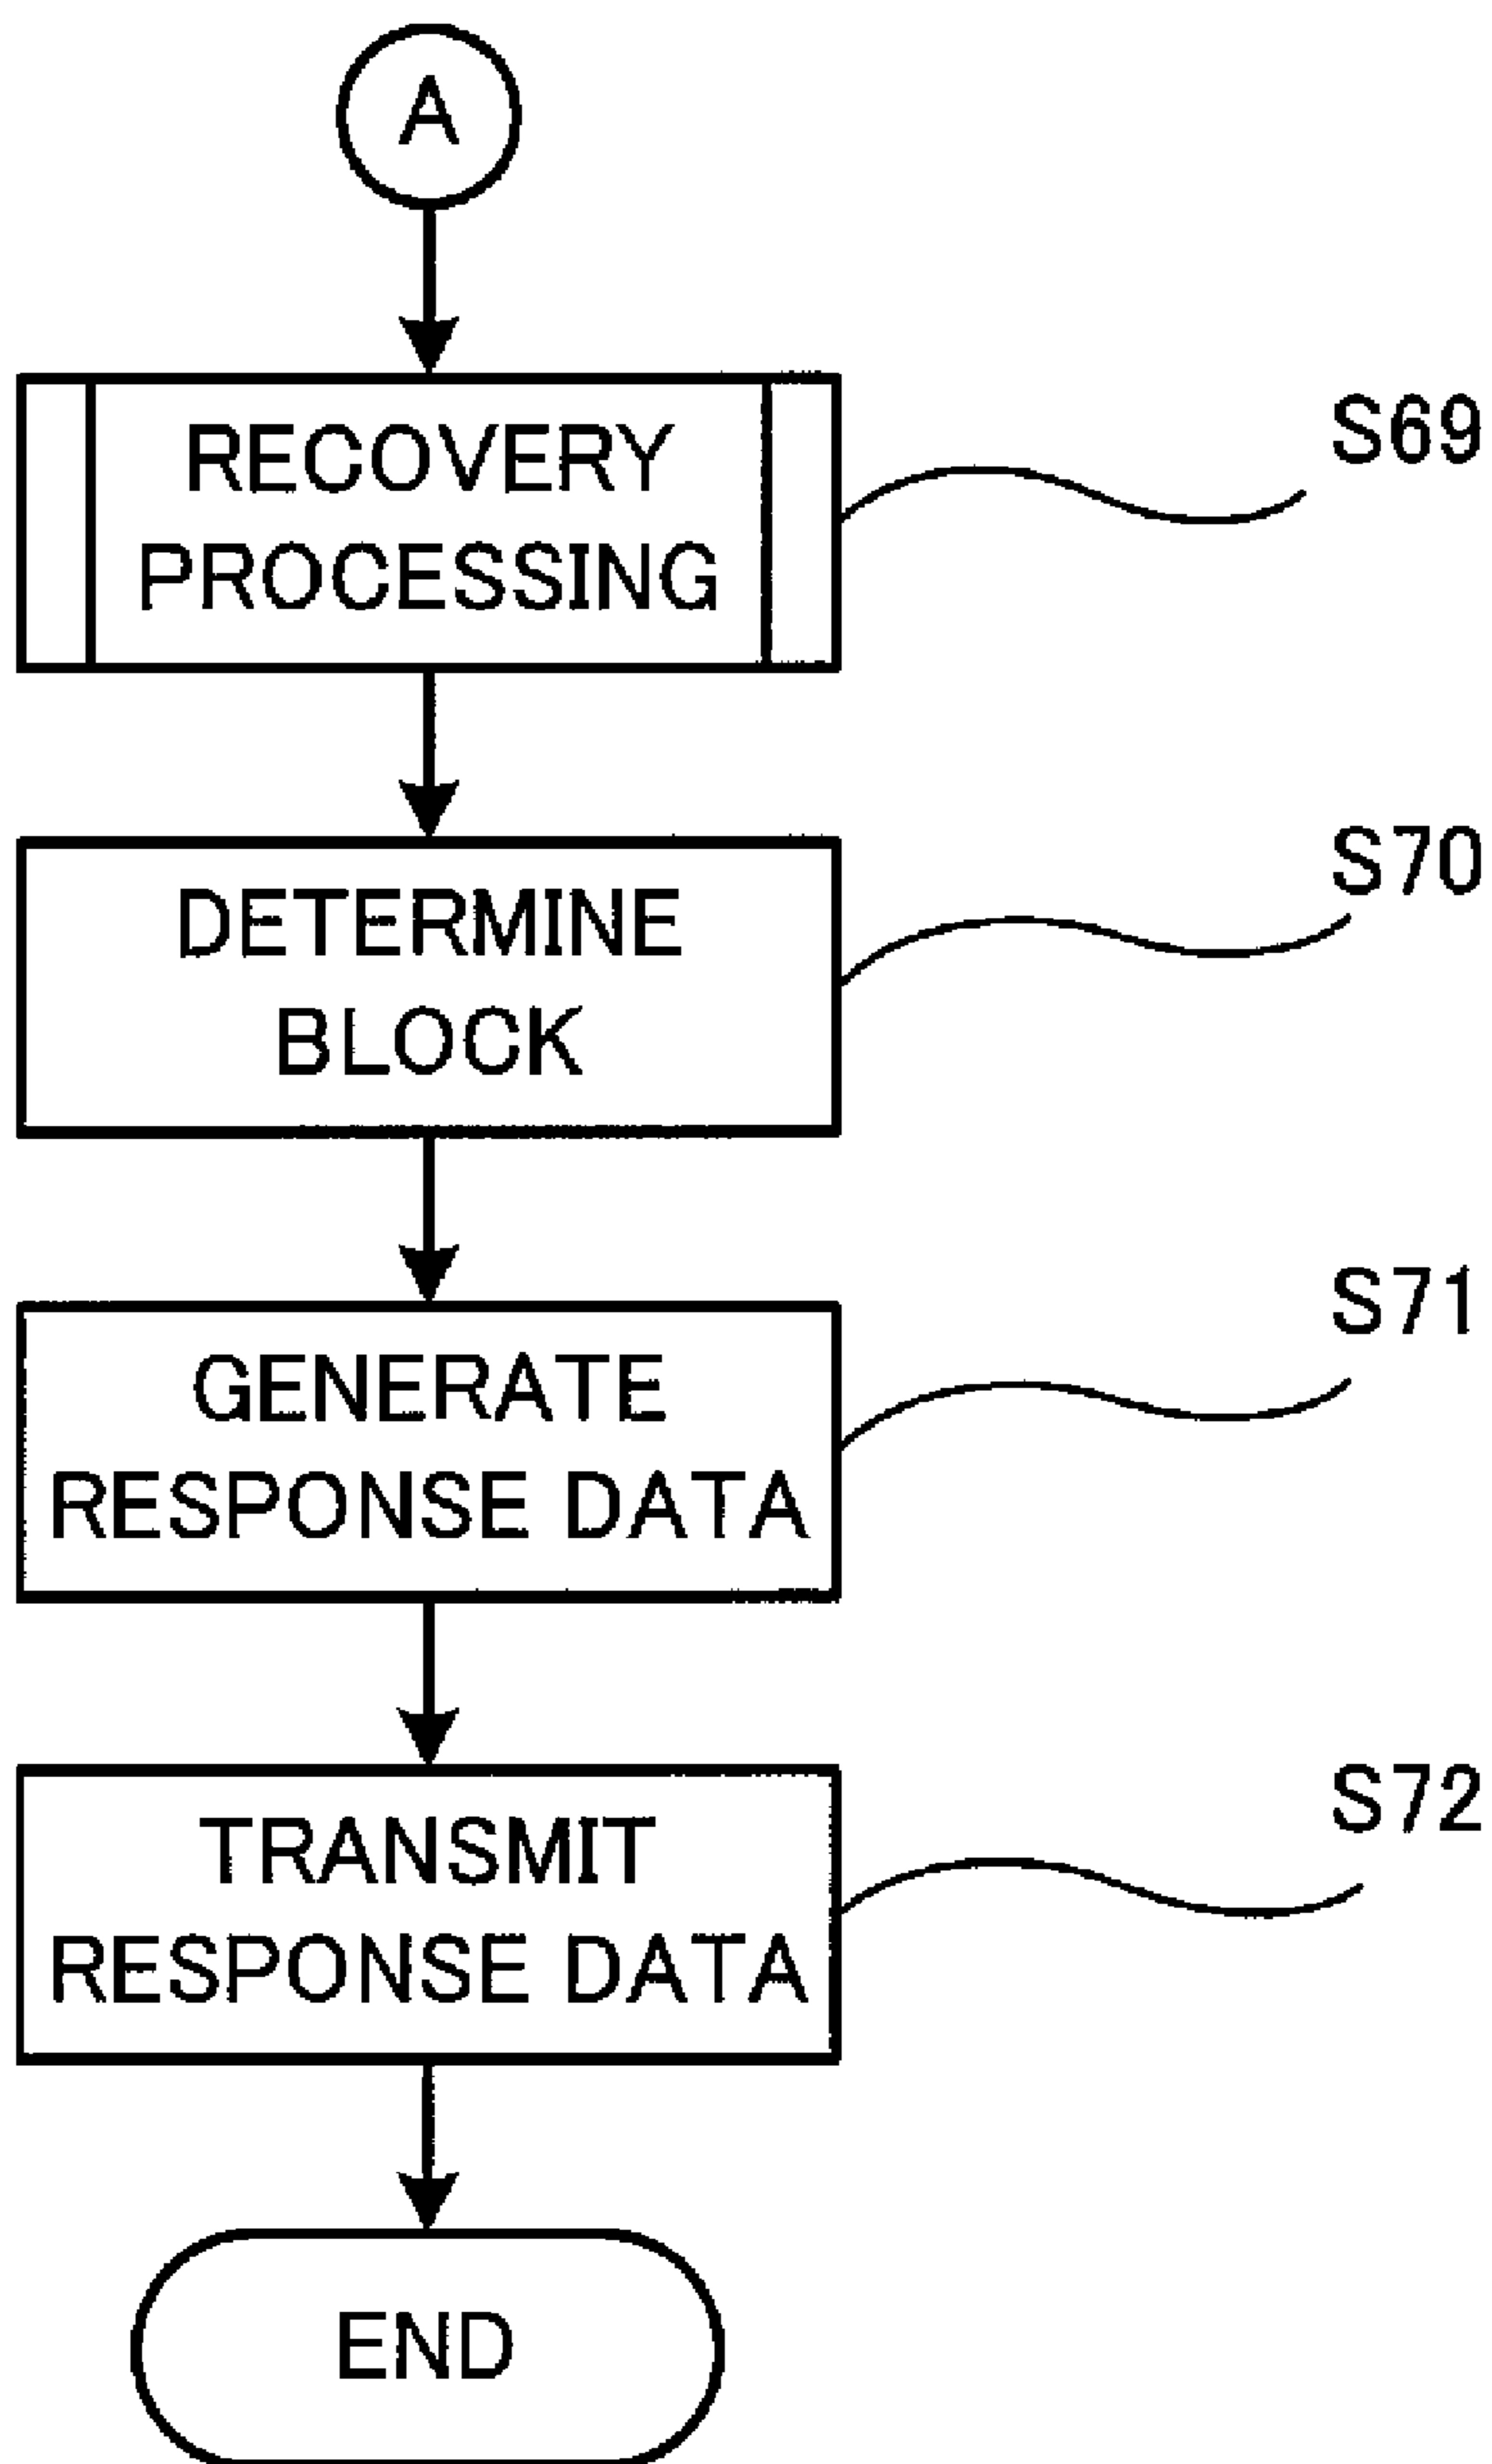 A
RECOVERY
PROCESSING
S69
DETERMINE
BLOCK
S70
GENERATE
RESPONSE DATA
S71
TRANSMIT
RESPONSE DATA
S72
END